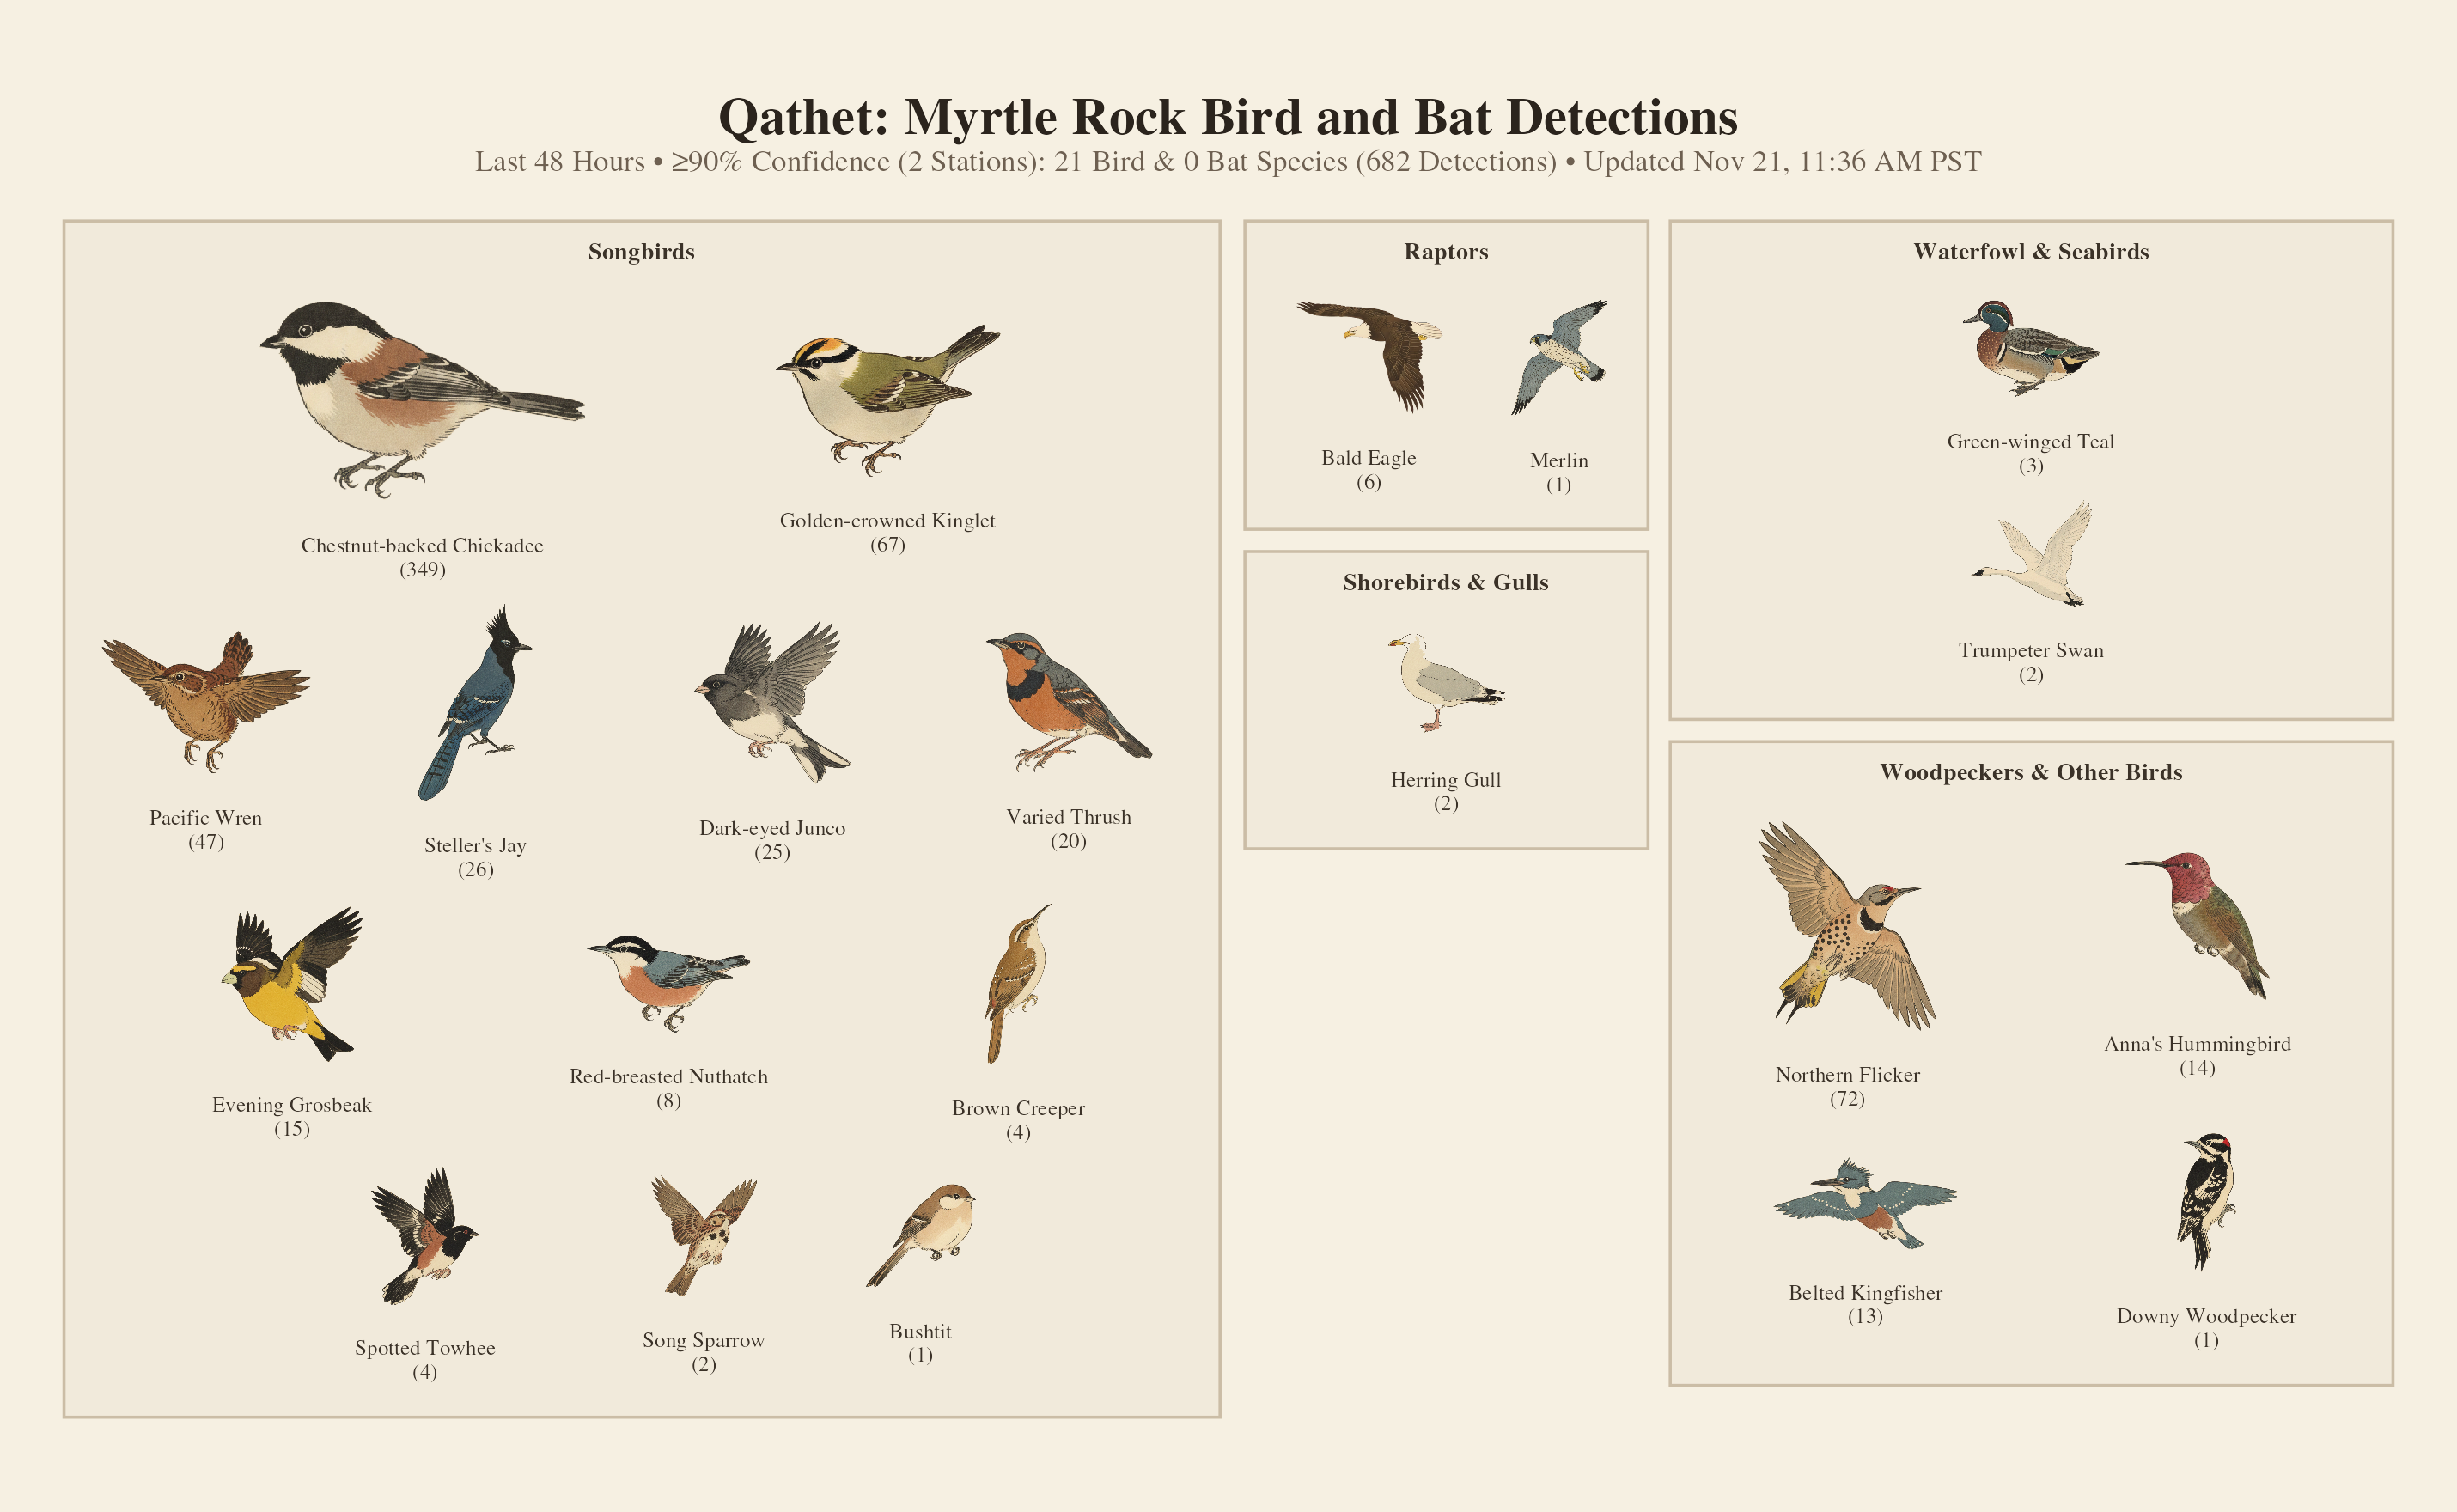 Qathet: Myrtle Rock Bird and Bat Detections
Last 48 Hours • ≥90% Confidence (2 Stations): 21 Bird & 0 Bat Species (682 Detections) • Updated Nov 21, 11:36 AM PST
Songbirds
Chestnut-backed Chickadee
(349)
Golden-crowned Kinglet
(67)
Pacific Wren
(47)
Steller's Jay
(26)
Dark-eyed Junco
(25)
Varied Thrush
(20)
Evening Grosbeak
(15)
Red-breasted Nuthatch
(8)
Brown Creeper
(4)
Spotted Towhee
(4)
Song Sparrow
(2)
Bushtit
(1)
Raptors
Bald Eagle
(6)
Merlin
(1)
Shorebirds & Gulls
Herring Gull
(2)
Waterfowl & Seabirds
Green-winged Teal
(3)
Trumpeter Swan
(2)
Woodpeckers & Other Birds
Northern Flicker
(72)
Anna's Hummingbird
(14)
Belted Kingfisher
(13)
Downy Woodpecker
(1)